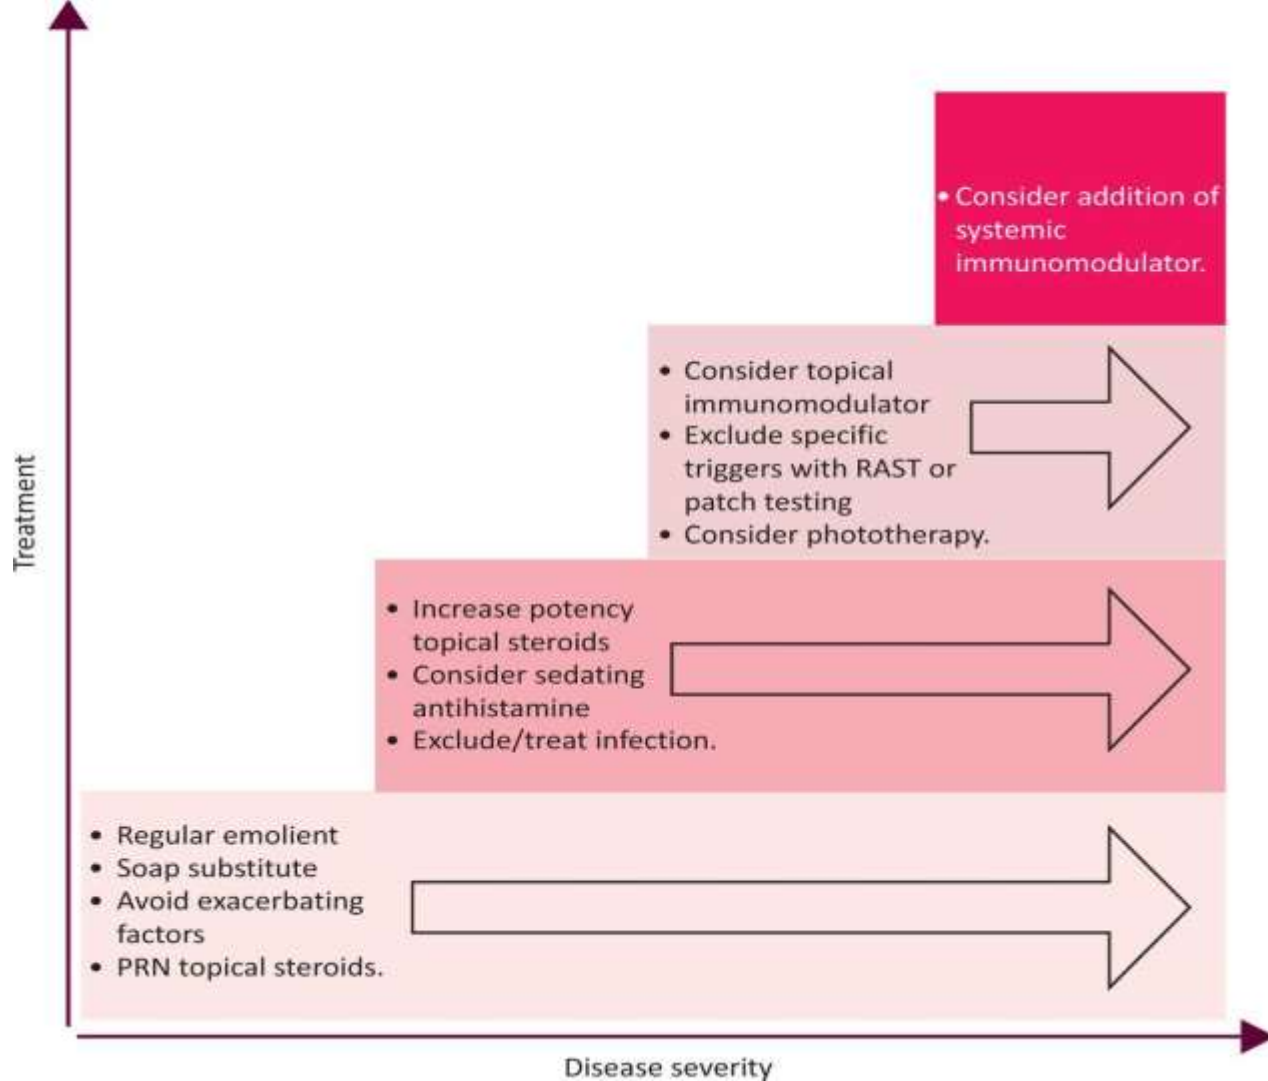 • Consider addition of
systemic
immunomodulator.
• Consider topical
immunomodulator
• Exclude specific
triggers with RAST or
patch testing
• Consider phototherapy.
Treatment
• Increase potency
topical steroids
• Consider sedating
antihistamine
• Exclude/treat infection.
• Regular emolient
• Soap substitute
• Avoid exacerbating
factors
• PRN topical steroids.
Disease severity